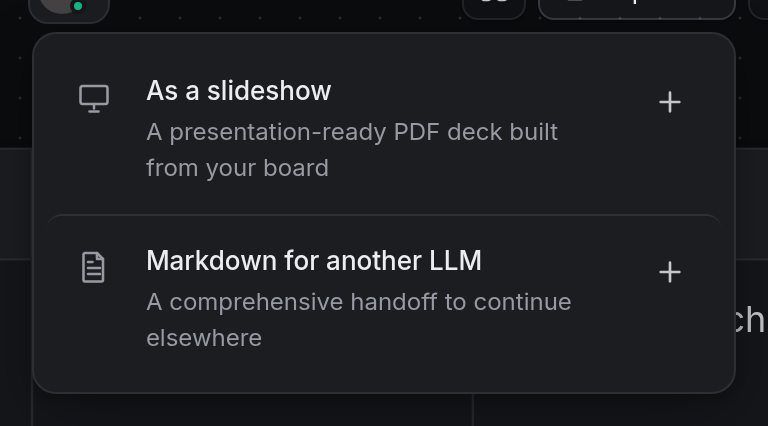 As a slideshow
A presentation-ready PDF deck built
from your board
Markdown for another LLM
A comprehensive handoff to continue
elsewhere
ch